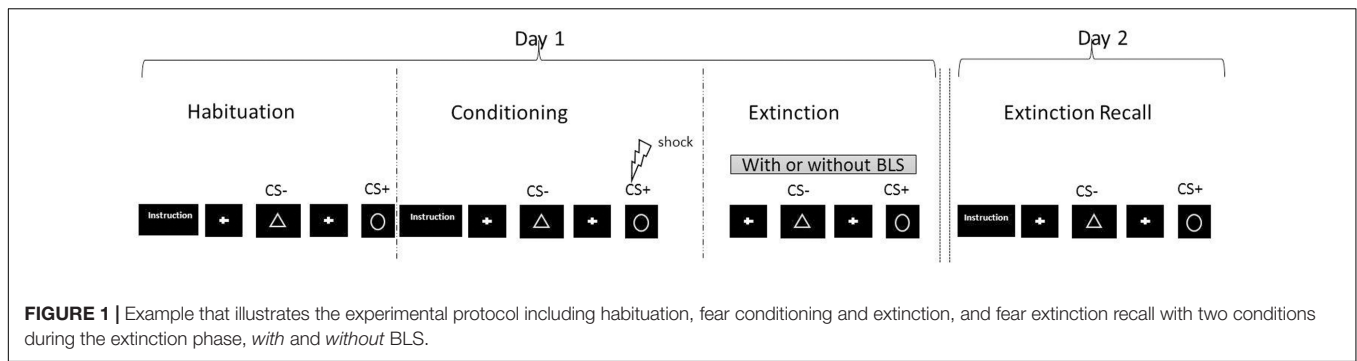 Day 1
Day 2
Habituation
Conditioning
Extinction
Extinction Recall
shock
With or without BLS
CS-
CS+
CS-
CS+
CS-
CS+
CS-
CS+
Instruction
Instruction
Instruction
FIGURE 1 | Example that illustrates the experimental protocol including habituation, fear conditioning and extinction, and fear extinction recall with two conditions
during the extinction phase, with and without BLS.